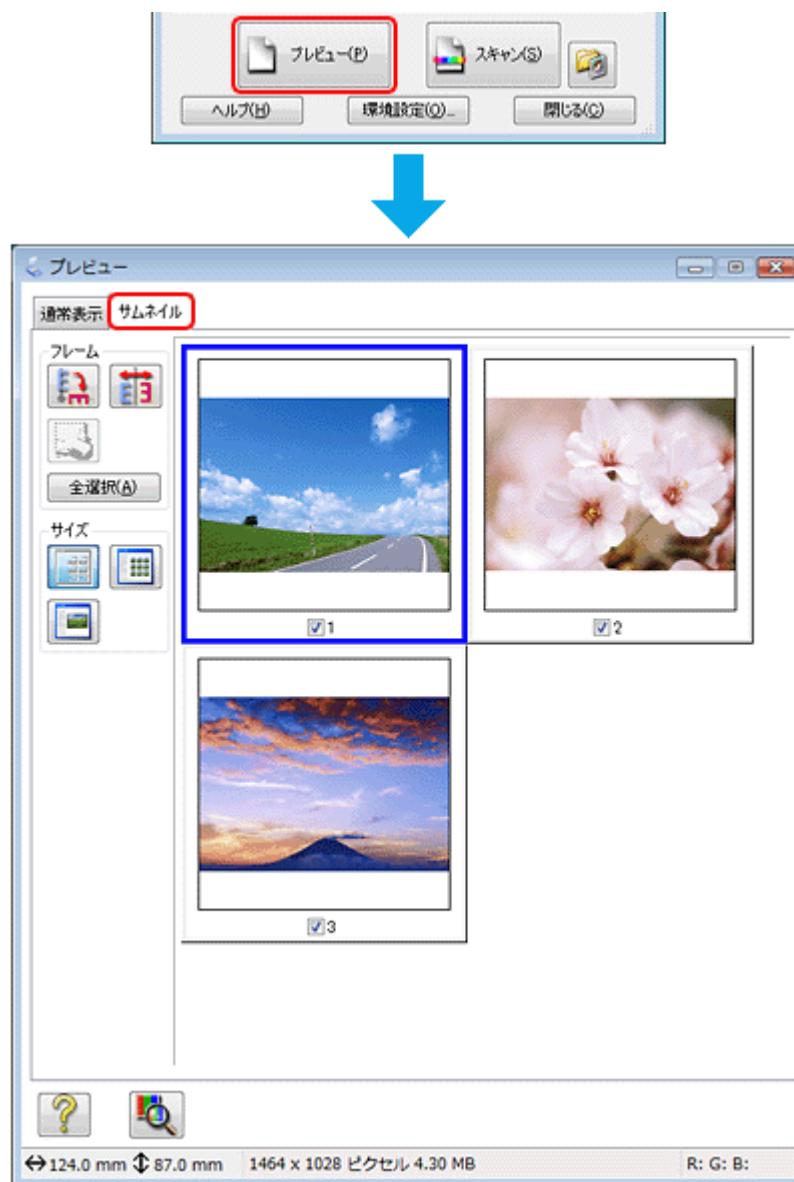 プレビュー(P) スキャン(S)
ヘルプ(H) 環境設定(O)... 閉じる(C)
プレビュー
通常表示 サムネイル
フレーム
全選択(A)
サイズ
1 2
3
124.0 mm 87.0 mm 1464 x 1028 ピクセル 4.30 MB R: G: B: